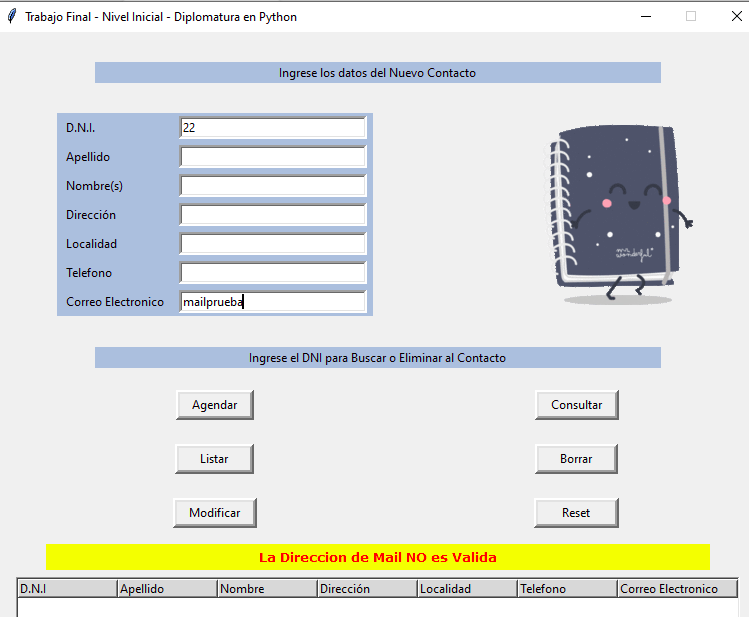 Trabajo Final - Nivel Inicial - Diplomatura en Python
Ingrese los datos del Nuevo Contacto
D.N.I. 22
Apellido
Nombre(s)
Dirección
Localidad
Telefono
Correo Electronico mailprueba
mr.
wonderful*
Ingrese el DNI para Buscar o Eliminar al Contacto
Agendar Consultar
Listar Borrar
Modificar Reset
La Direccion de Mail NO es Valida
D.N.I Apellido Nombre Dirección Localidad Telefono Correo Electronico